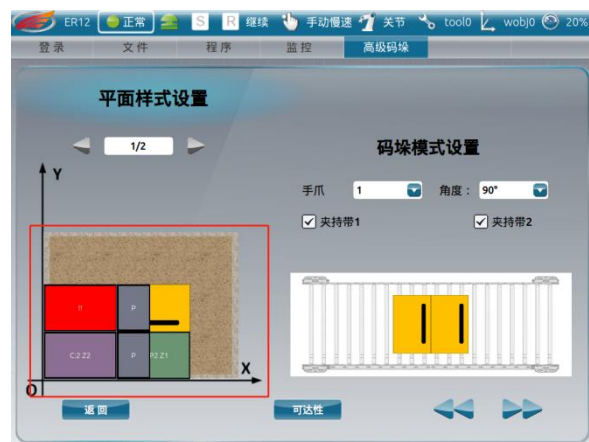 ER12 正常 S R 继续 手动慢速 关节 tool0 wobj0 20%
登录 文件 程序 监控 高级码垛
平面样式设置
1/2
码垛模式设置
手爪 1 角度： 90°
夹持带1 夹持带2
Y
!! P
C:2 Z2 P P2 Z1
X
0
返回 可达性